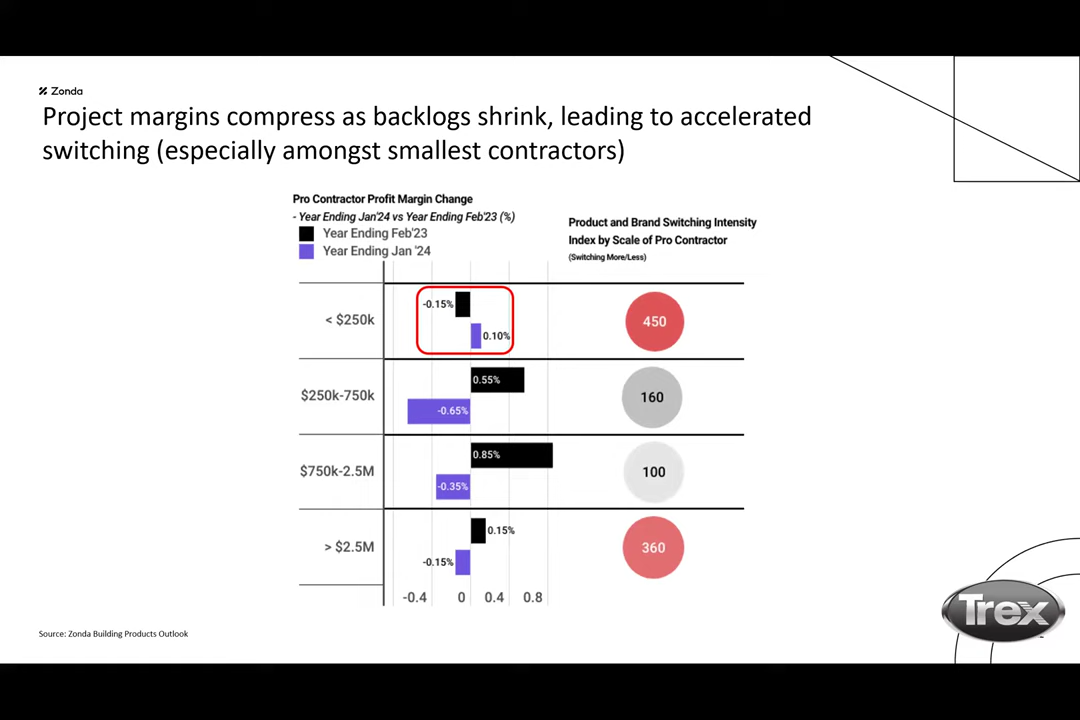 Zonda
Project margins compress as backlogs shrink, leading to accelerated
switching (especially amongst smallest contractors)
Pro Contractor Profit Margin Change
- Year Ending Jan'24 vs Year Ending Feb'23 (%)
Year Ending Feb'23
Year Ending Jan '24
Product and Brand Switching Intensity
Index by Scale of Pro Contractor
(Switching More/Less)
< $250k
-0.15%
0.10%
450
$250k-750k
0.55%
-0.65%
160
$750k-2.5M
0.85%
-0.35%
100
> $2.5M
0.15%
-0.15%
360
-0.4 0 0.4 0.8
Trex
Source: Zonda Building Products Outlook